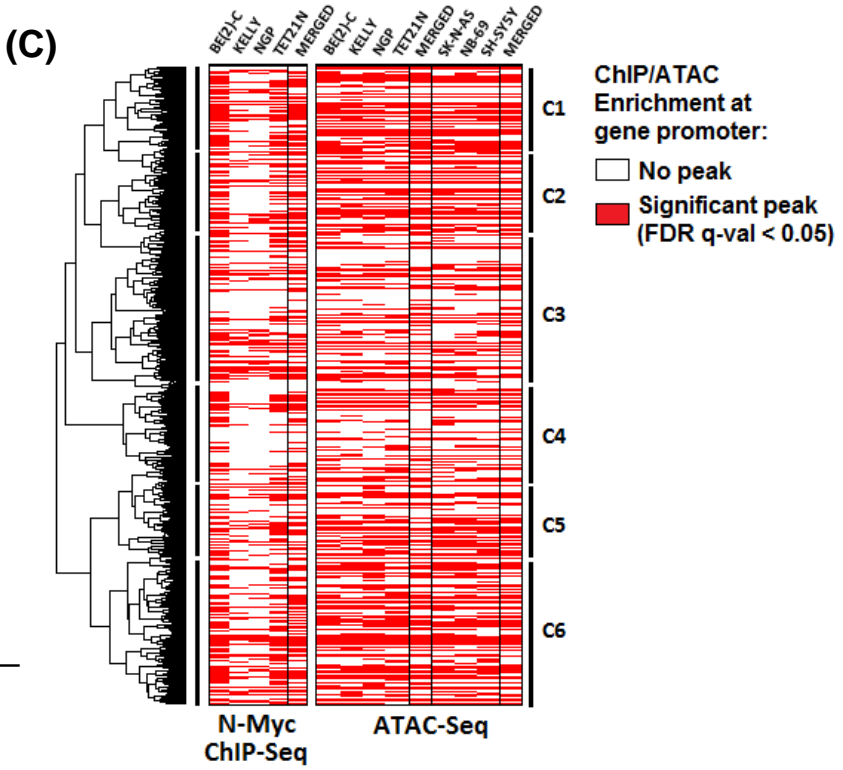 (C)
BE(2)-C KELLY NGP TET21N MERGED BE(2)-C KELLY NGP TET21N MERGED SK-N-AS NB-69 SH-SY5Y MERGED
ChIP/ATAC
Enrichment at
gene promoter:
No peak
Significant peak
(FDR q-val < 0.05)
C1
C2
C3
C4
C5
C6
N-Myc
ChIP-Seq
ATAC-Seq